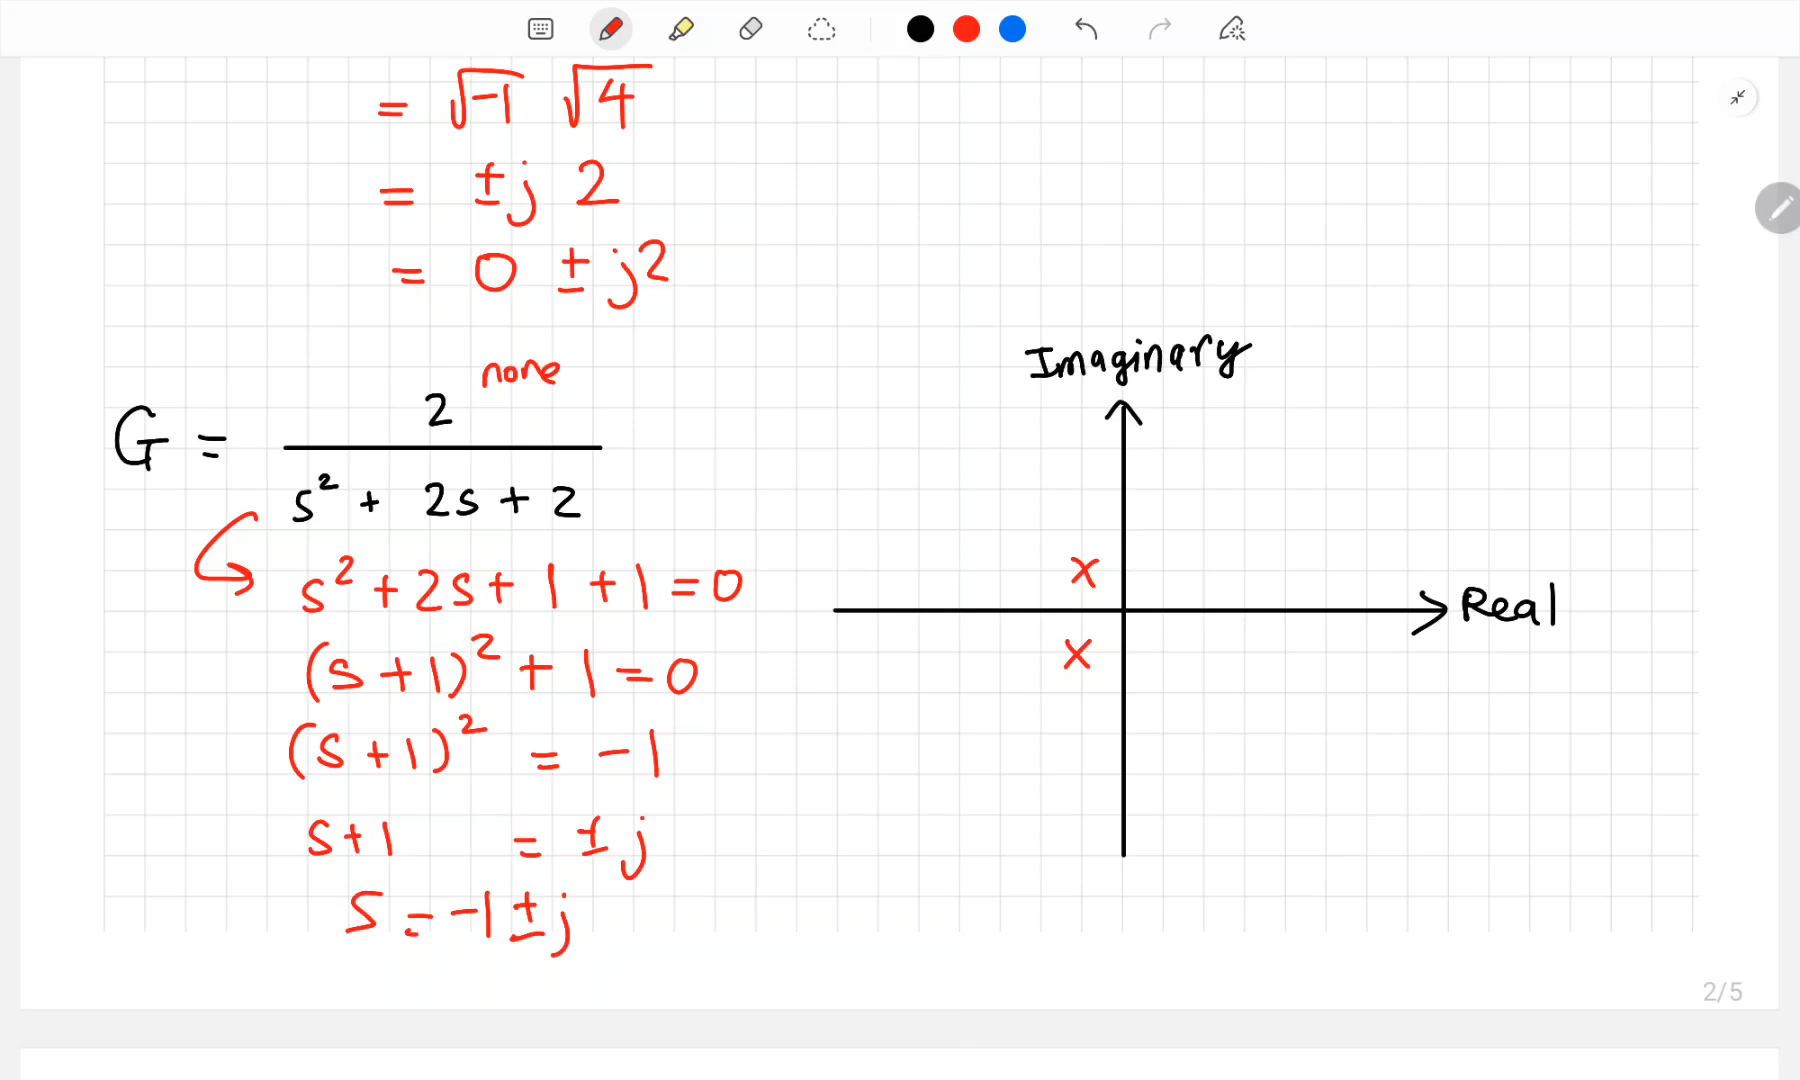 = √-1 √4
= ±j 2
= 0 ± j2
none
G = 2 / (s² + 2s + 2)
s² + 2s + 1 + 1 = 0
(s + 1)² + 1 = 0
(s + 1)² = -1
s + 1 = ± j
s = -1 ± j
Imaginary
x
Real
x
2/5